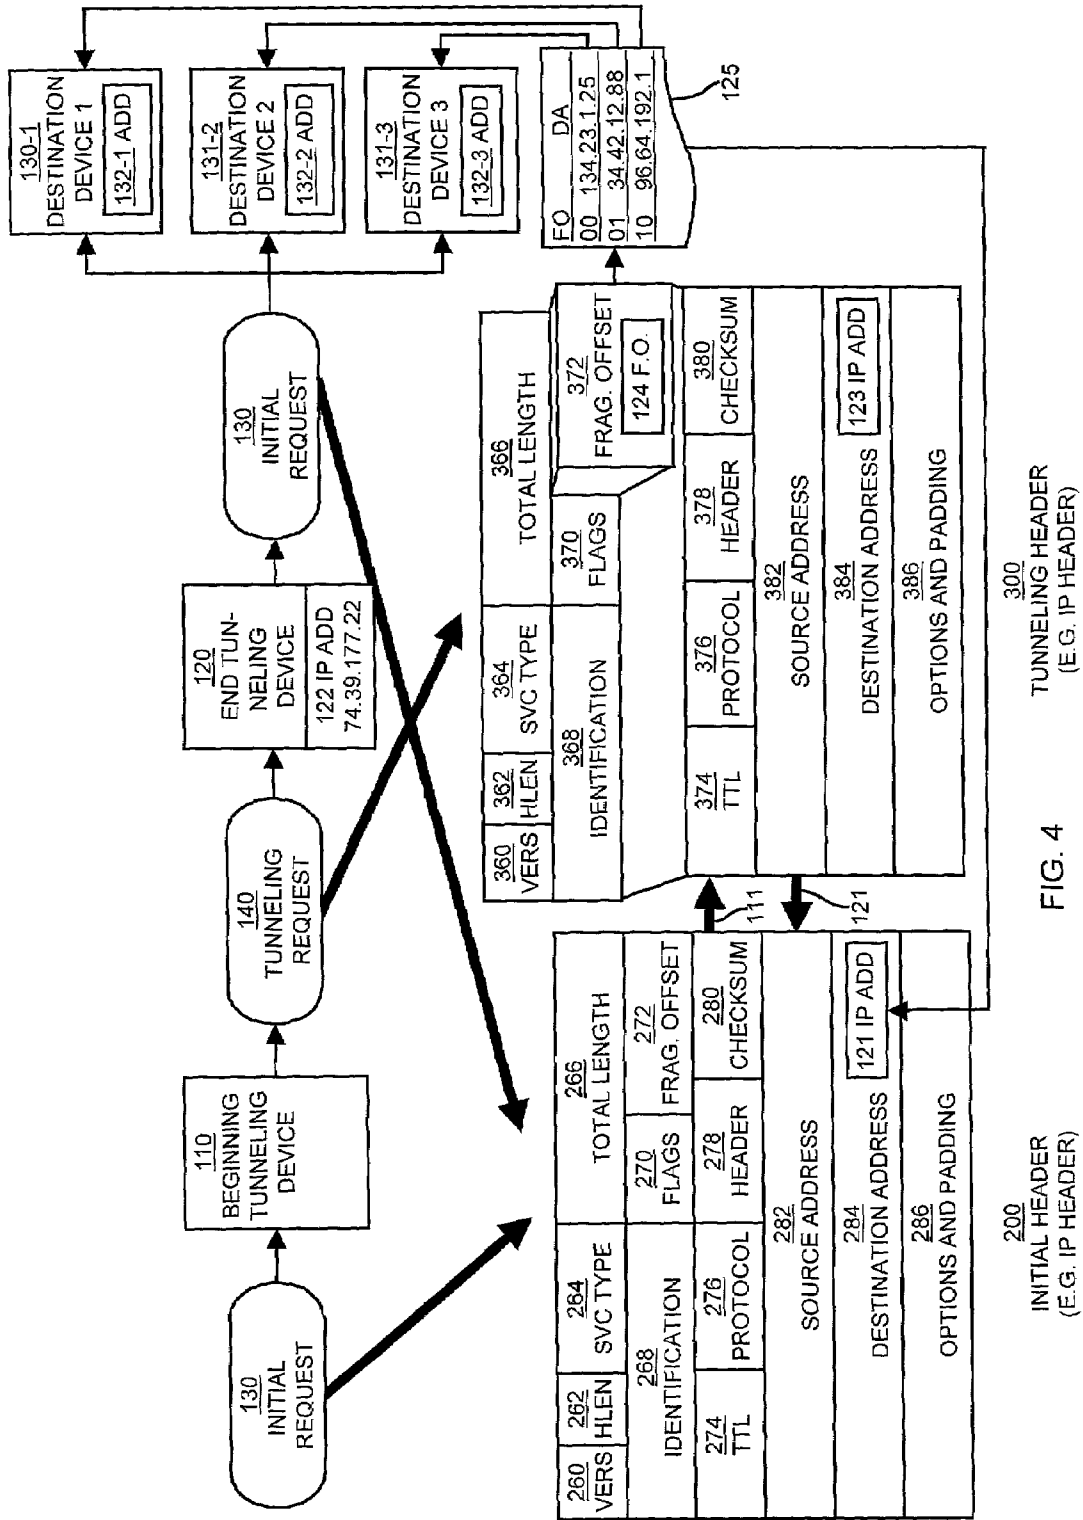 130
INITIAL
REQUEST
110
BEGINNING
TUNNELING
DEVICE
140
TUNNELING
REQUEST
120
END TUN-
NELING
DEVICE
122 IP ADD
74.39.177.22
130
INITIAL
REQUEST
130-1
DESTINATION
DEVICE 1
132-1 ADD
131-2
DESTINATION
DEVICE 2
132-2 ADD
131-3
DESTINATION
DEVICE 3
132-3 ADD
FO DA
00 134.23.1.25
01 34.42.12.88
10 96.64.192.1
125
360
VERS
362
HLEN
364
SVC TYPE
366
TOTAL LENGTH
368
IDENTIFICATION
370
FLAGS
372
FRAG. OFFSET
124 F.O.
374
TTL
376
PROTOCOL
378
HEADER
380
CHECKSUM
382
SOURCE ADDRESS
384
DESTINATION ADDRESS
123 IP ADD
386
OPTIONS AND PADDING
300
TUNNELING HEADER
(E.G. IP HEADER)
111
121
260
VERS
262
HLEN
264
SVC TYPE
266
TOTAL LENGTH
268
IDENTIFICATION
270
FLAGS
272
FRAG. OFFSET
274
TTL
276
PROTOCOL
278
HEADER
280
CHECKSUM
282
SOURCE ADDRESS
284
DESTINATION ADDRESS
121 IP ADD
286
OPTIONS AND PADDING
200
INITIAL HEADER
(E.G. IP HEADER)
FIG. 4